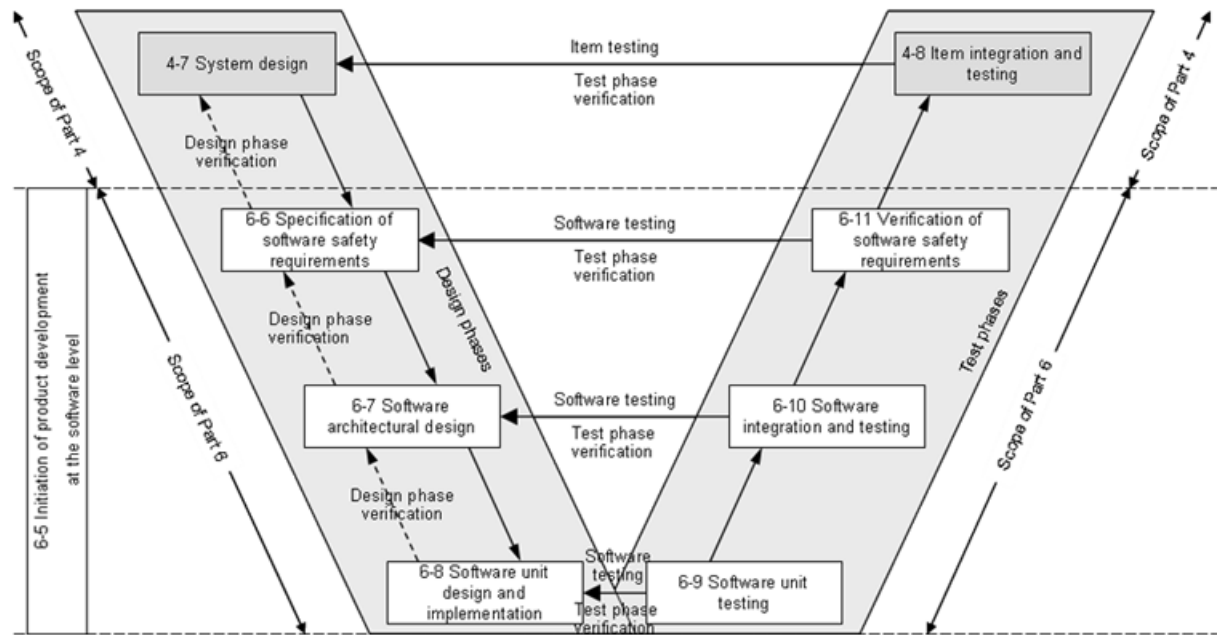 Scope of Part 4
4-7 System design
Item testing
Test phase
verification
4-8 Item integration and
testing
Scope of Part 4
Design phase
verification
6-6 Specification of
software safety
requirements
Software testing
Test phase
verification
6-11 Verification of
software safety
requirements
Design phases
Test phases
Design phase
verification
6-5 Initiation of product development
at the software level
Scope of Part 6
6-7 Software
architectural design
Software testing
Test phase
verification
6-10 Software
integration and testing
Scope of Part 6
Design phase
verification
6-8 Software unit
design and
implementation
Software
testing
Test phase
verification
6-9 Software unit
testing